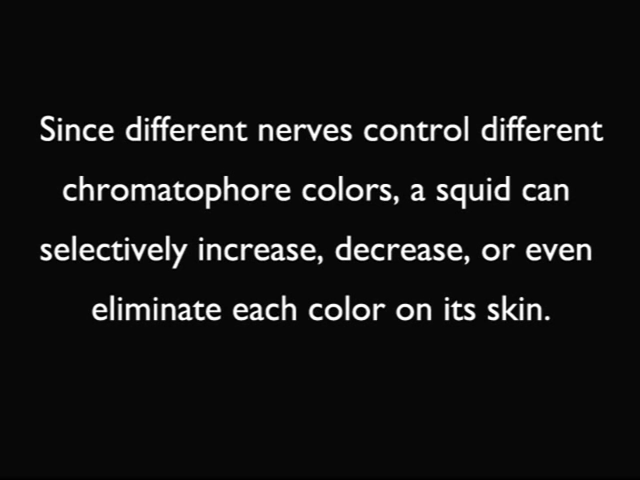 Since different nerves control different
chromatophore colors, a squid can
selectively increase, decrease, or even
eliminate each color on its skin.